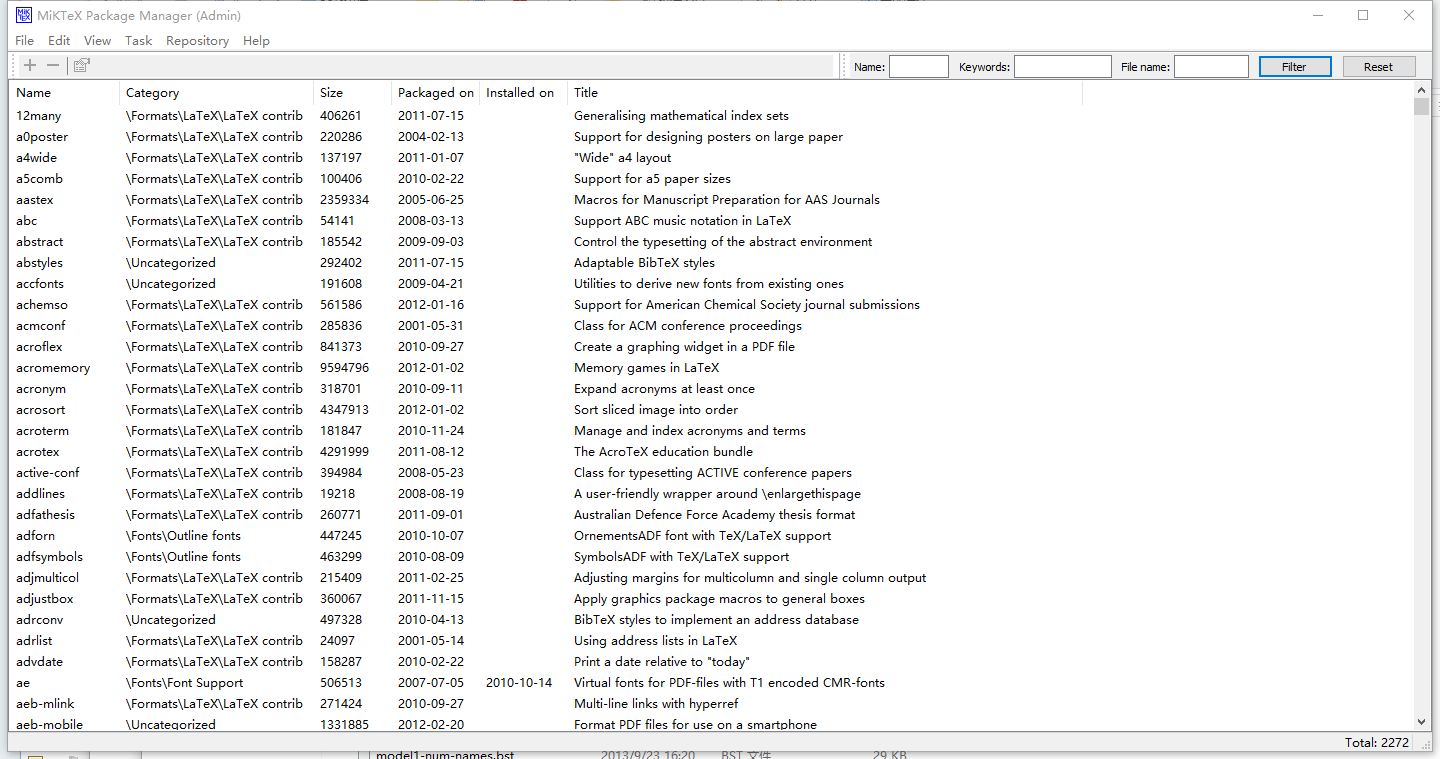 MiKTeX Package Manager (Admin)
File Edit View Task Repository Help
Name: Keywords: File name: Filter Reset
Name Category Size Packaged on Installed on Title
12many \Formats\LaTeX\LaTeX contrib 406261 2011-07-15 Generalising mathematical index sets
a0poster \Formats\LaTeX\LaTeX contrib 220286 2004-02-13 Support for designing posters on large paper
a4wide \Formats\LaTeX\LaTeX contrib 137197 2011-01-07 "Wide" a4 layout
a5comb \Formats\LaTeX\LaTeX contrib 100406 2010-02-22 Support for a5 paper sizes
aastex \Formats\LaTeX\LaTeX contrib 2359334 2005-06-25 Macros for Manuscript Preparation for AAS Journals
abc \Formats\LaTeX\LaTeX contrib 54141 2008-03-13 Support ABC music notation in LaTeX
abstract \Formats\LaTeX\LaTeX contrib 185542 2009-09-03 Control the typesetting of the abstract environment
abstyles \Uncategorized 292402 2011-07-15 Adaptable BibTeX styles
accfonts \Uncategorized 191608 2009-04-21 Utilities to derive new fonts from existing ones
achemso \Formats\LaTeX\LaTeX contrib 561586 2012-01-16 Support for American Chemical Society journal submissions
acmconf \Formats\LaTeX\LaTeX contrib 285836 2001-05-31 Class for ACM conference proceedings
acroflex \Formats\LaTeX\LaTeX contrib 841373 2010-09-27 Create a graphing widget in a PDF file
acromemory \Formats\LaTeX\LaTeX contrib 9594796 2012-01-02 Memory games in LaTeX
acronym \Formats\LaTeX\LaTeX contrib 318701 2010-09-11 Expand acronyms at least once
acrosort \Formats\LaTeX\LaTeX contrib 4347913 2012-01-02 Sort sliced image into order
acroterm \Formats\LaTeX\LaTeX contrib 181847 2010-11-24 Manage and index acronyms and terms
acrotex \Formats\LaTeX\LaTeX contrib 4291999 2011-08-12 The AcroTeX education bundle
active-conf \Formats\LaTeX\LaTeX contrib 394984 2008-05-23 Class for typesetting ACTIVE conference papers
addlines \Formats\LaTeX\LaTeX contrib 19218 2008-08-19 A user-friendly wrapper around \enlargethispage
adfathesis \Formats\LaTeX\LaTeX contrib 260771 2011-09-01 Australian Defence Force Academy thesis format
adforn \Fonts\Outline fonts 447245 2010-10-07 OrnementsADF font with TeX/LaTeX support
adfsymbols \Fonts\Outline fonts 463299 2010-08-09 SymbolsADF with TeX/LaTeX support
adjmulticol \Formats\LaTeX\LaTeX contrib 215409 2011-02-25 Adjusting margins for multicolumn and single column output
adjustbox \Formats\LaTeX\LaTeX contrib 360067 2011-11-15 Apply graphics package macros to general boxes
adrconv \Uncategorized 497328 2010-04-13 BibTeX styles to implement an address database
adrlist \Formats\LaTeX\LaTeX contrib 24097 2001-05-14 Using address lists in LaTeX
advdate \Formats\LaTeX\LaTeX contrib 158287 2010-02-22 Print a date relative to "today"
ae \Fonts\Font Support 506513 2007-07-05 2010-10-14 Virtual fonts for PDF-files with T1 encoded CMR-fonts
aeb-mlink \Formats\LaTeX\LaTeX contrib 271424 2010-09-27 Multi-line links with hyperref
aeb-mobile \Uncategorized 1331885 2012-02-20 Format PDF files for use on a smartphone
Total: 2272
model1-num-names.bst 2013/9/23 16:20 BST 文件 29 KB